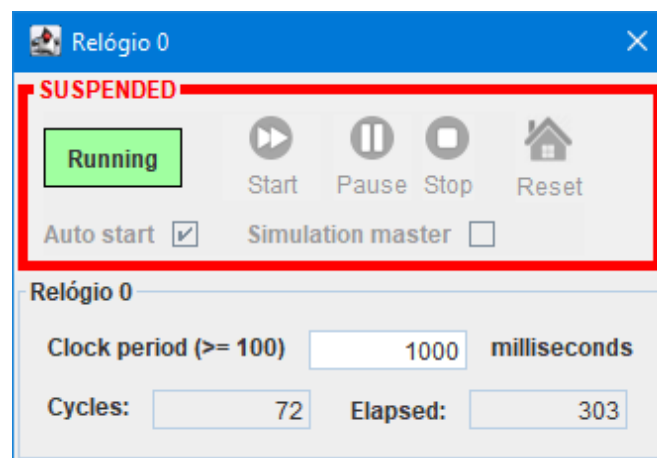 Relógio 0
SUSPENDED
Running
Start Pause Stop Reset
Auto start Simulation master
Relógio 0
Clock period (>= 100) 1000 milliseconds
Cycles: 72 Elapsed: 303